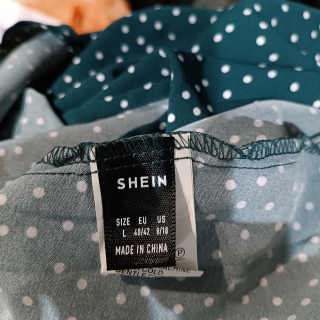 SHEIN
SIZE EU US
L 40/42 8/10
MADE IN CHINA
P